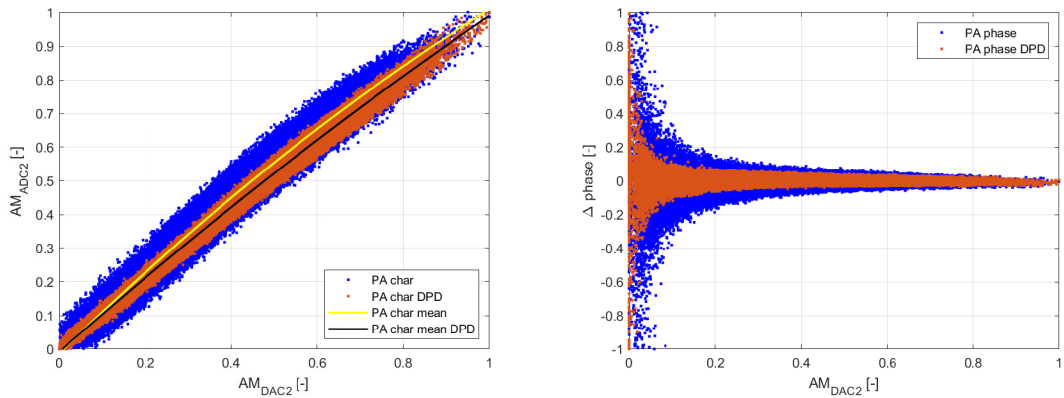 1
0.9
0.8
0.7
0.6
0.5
0.4
0.3
0.2
0.1
0
AM_ADC2 [-]
0 0.2 0.4 0.6 0.8 1
AM_DAC2 [-]
PA char
PA char DPD
PA char mean
PA char mean DPD
1
0.8
0.6
0.4
0.2
0
-0.2
-0.4
-0.6
-0.8
-1
Δ phase [-]
0 0.2 0.4 0.6 0.8 1
AM_DAC2 [-]
PA phase
PA phase DPD